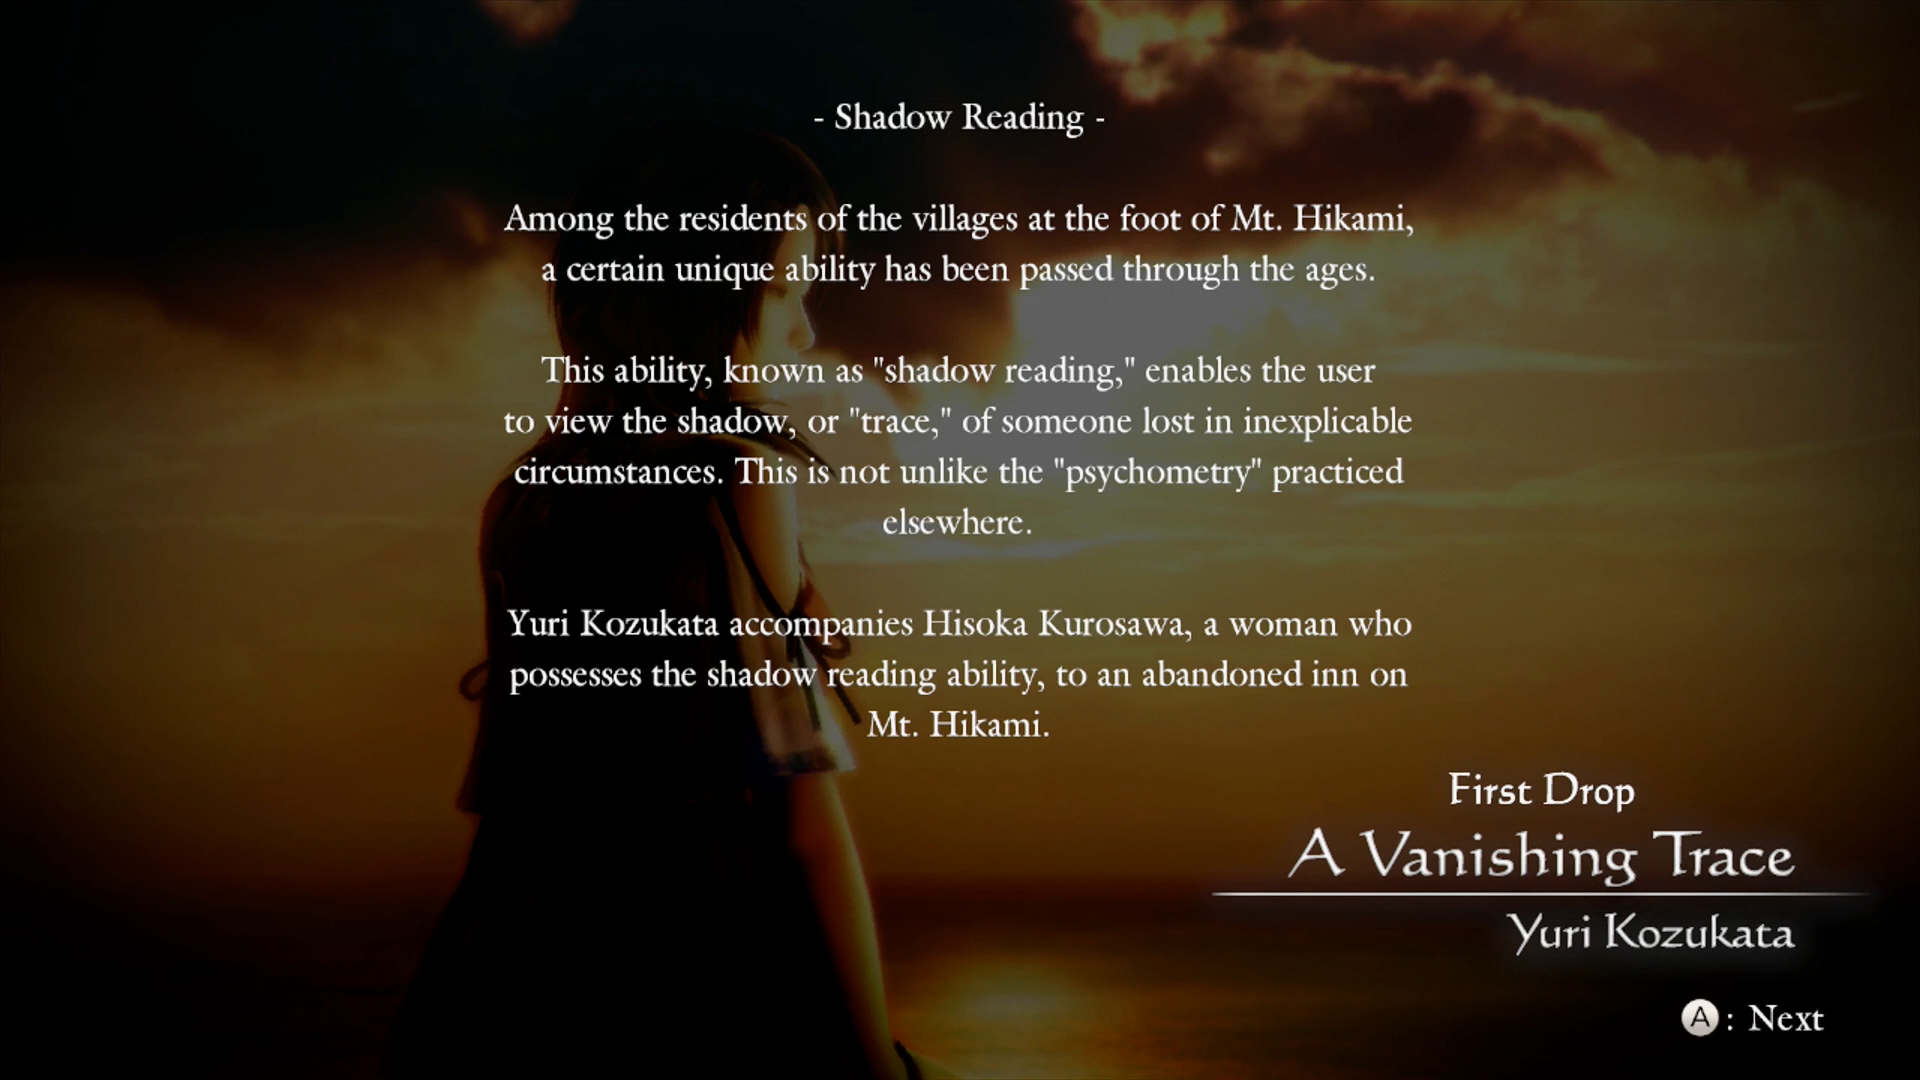 - Shadow Reading -
Among the residents of the villages at the foot of Mt. Hikami,
a certain unique ability has been passed through the ages.
This ability, known as "shadow reading," enables the user
to view the shadow, or "trace," of someone lost in inexplicable
circumstances. This is not unlike the "psychometry" practiced
elsewhere.
Yuri Kozukata accompanies Hisoka Kurosawa, a woman who
possesses the shadow reading ability, to an abandoned inn on
Mt. Hikami.
First Drop
A Vanishing Trace
Yuri Kozukata
A : Next